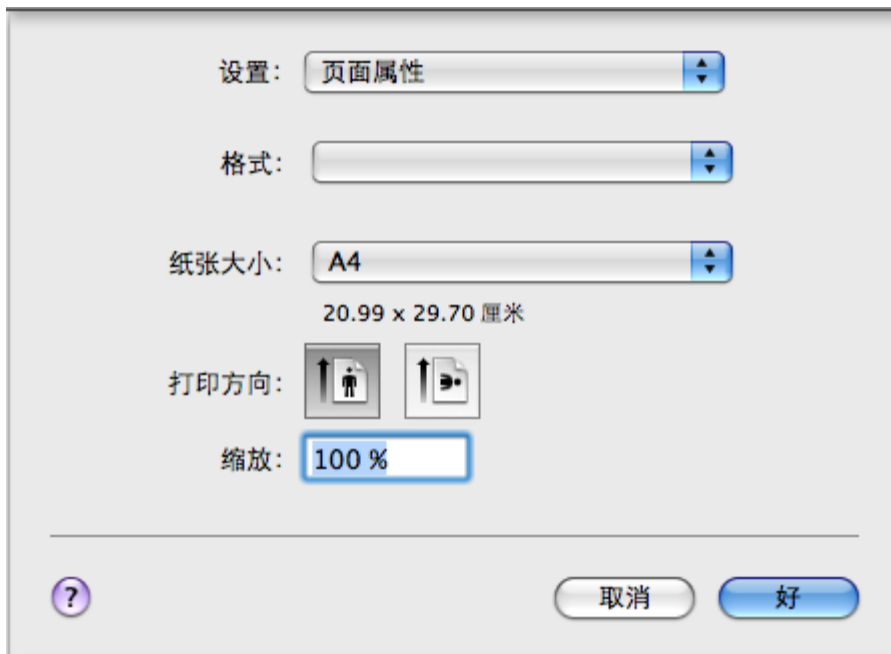 设置： 页面属性
格式：
纸张大小： A4
20.99 x 29.70 厘米
打印方向：
缩放： 100 %
? 取消 好